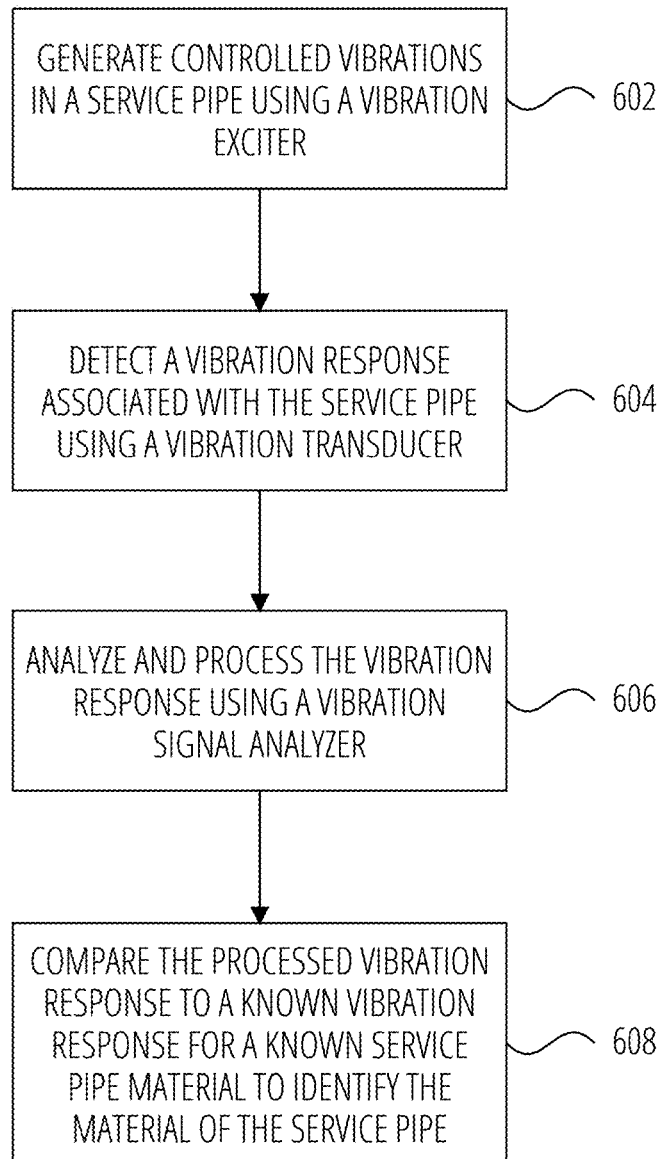 GENERATE CONTROLLED VIBRATIONS
IN A SERVICE PIPE USING A VIBRATION
EXCITER
602
DETECT A VIBRATION RESPONSE
ASSOCIATED WITH THE SERVICE PIPE
USING A VIBRATION TRANSDUCER
604
ANALYZE AND PROCESS THE VIBRATION
RESPONSE USING A VIBRATION
SIGNAL ANALYZER
606
COMPARE THE PROCESSED VIBRATION
RESPONSE TO A KNOWN VIBRATION
RESPONSE FOR A KNOWN SERVICE
PIPE MATERIAL TO IDENTIFY THE
MATERIAL OF THE SERVICE PIPE
608